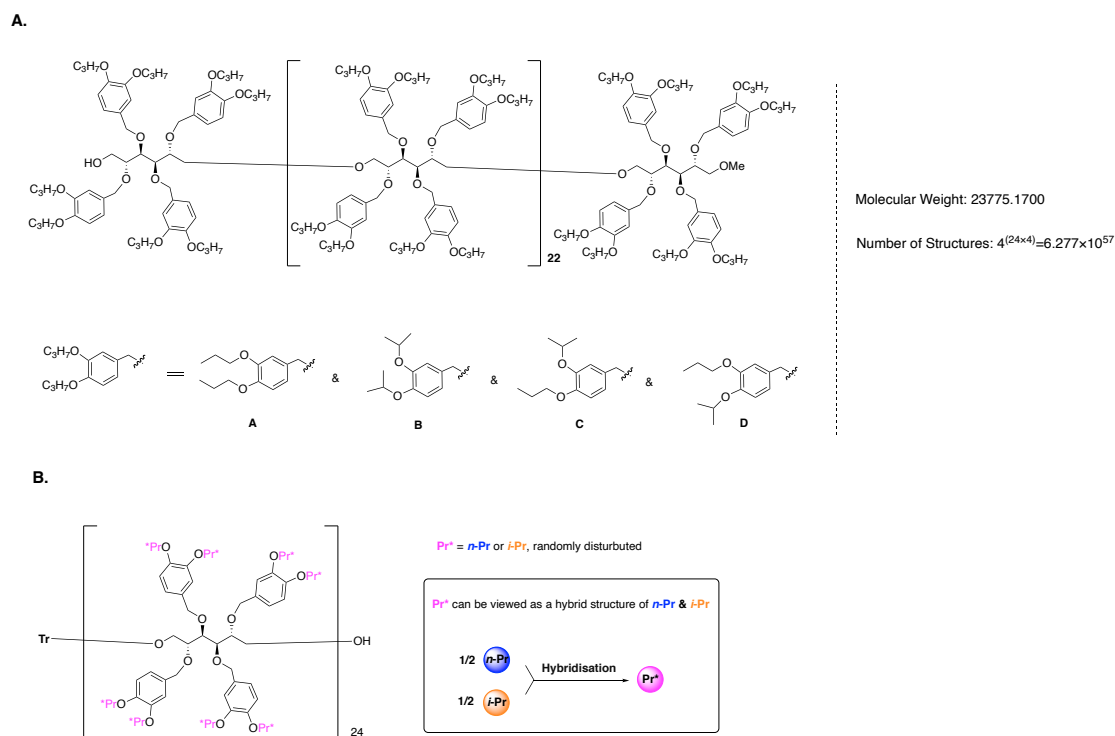 A.
C3H7O
OC3H7
OC3H7
OC3H7
O
O
HO
O
O
C3H7O
C3H7O
C3H7O
OC3H7
C3H7O
OC3H7
OC3H7
OC3H7
O
O
O
O
O
C3H7O
C3H7O
C3H7O
OC3H7
22
C3H7O
OC3H7
OC3H7
OC3H7
O
O
O
OMe
O
O
C3H7O
C3H7O
C3H7O
OC3H7
Molecular Weight: 23775.1700
Number of Structures: 4(24×4)=6.277×1057
C3H7O
C3H7O
=
O
O
A
&
O
O
B
&
O
O
C
&
O
O
D
B.
*PrO
OPr*
OPr*
OPr*
O
O
Tr
O
OH
O
O
*PrO
*PrO
*PrO
OPr*
24
Pr* = n-Pr or i-Pr, randomly disturbuted
Pr* can be viewed as a hybrid structure of n-Pr & i-Pr
1/2 n-Pr
Hybridisation
Pr*
1/2 i-Pr